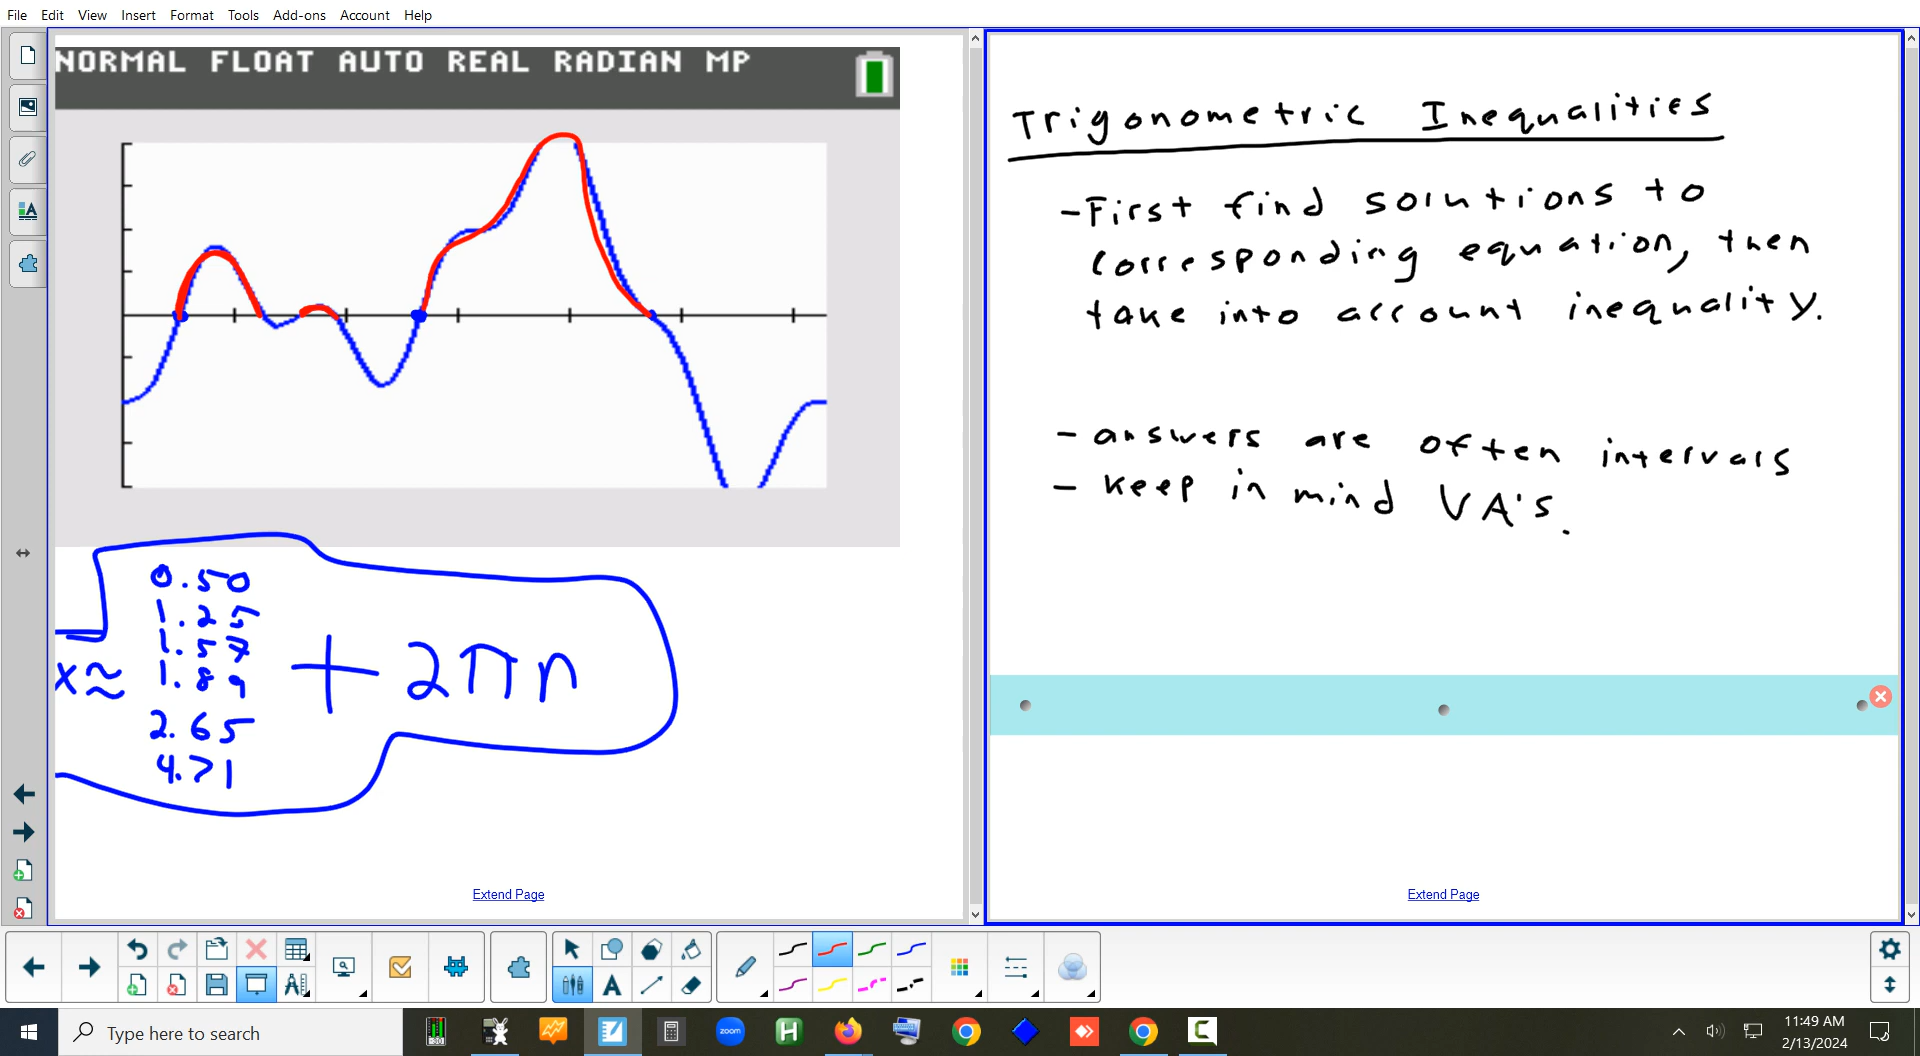 File Edit View Insert Format Tools Add-ons Account Help
NORMAL FLOAT AUTO REAL RADIAN MP
0.50
1.25
1.57
x≈ 1.89 + 2πn
2.65
4.71
Extend Page
Trigonometric Inequalities
- First find solutions to
corresponding equation, then
take into account inequality.
- answers are often intervals
- keep in mind VA's.
Extend Page
Type here to search
zoom
11:49 AM
2/13/2024